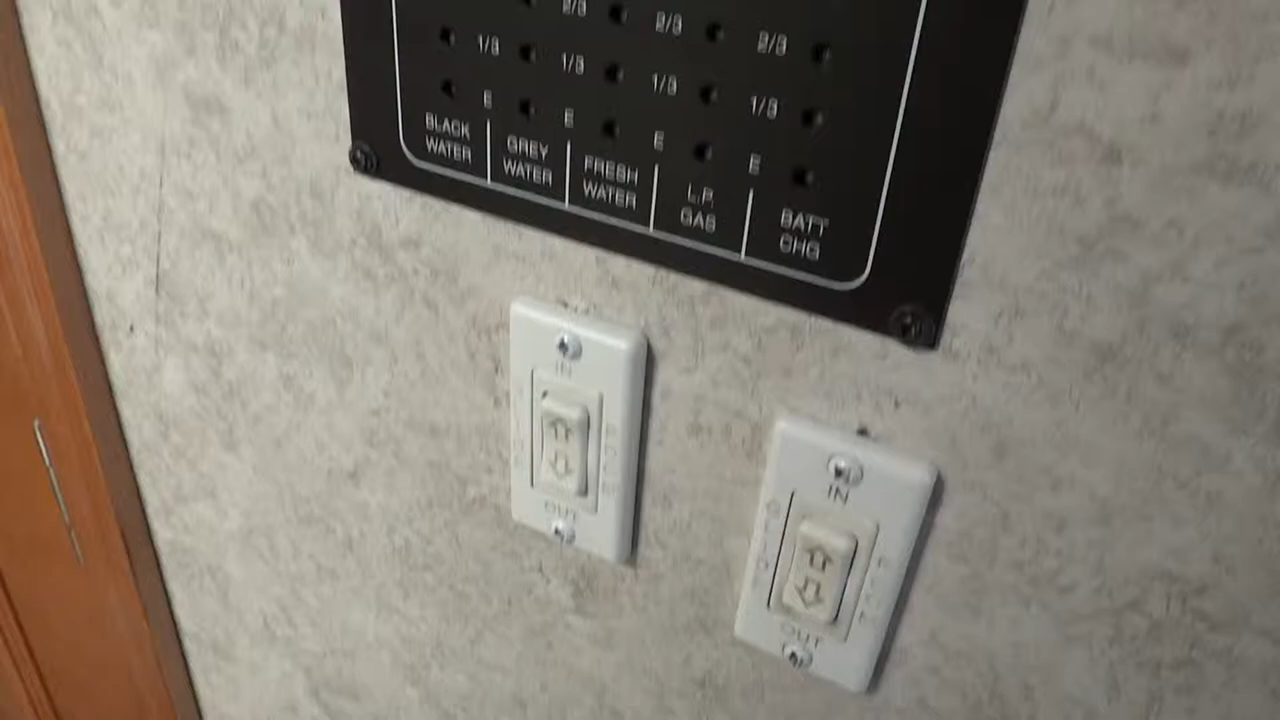 2/3 2/3 2/3
1/3 1/3 1/3 1/3
E E E E
BLACK
WATER
GREY
WATER
FRESH
WATER
L.P.
GAS
BATT
CHG
IN
OUT
IN
OUT